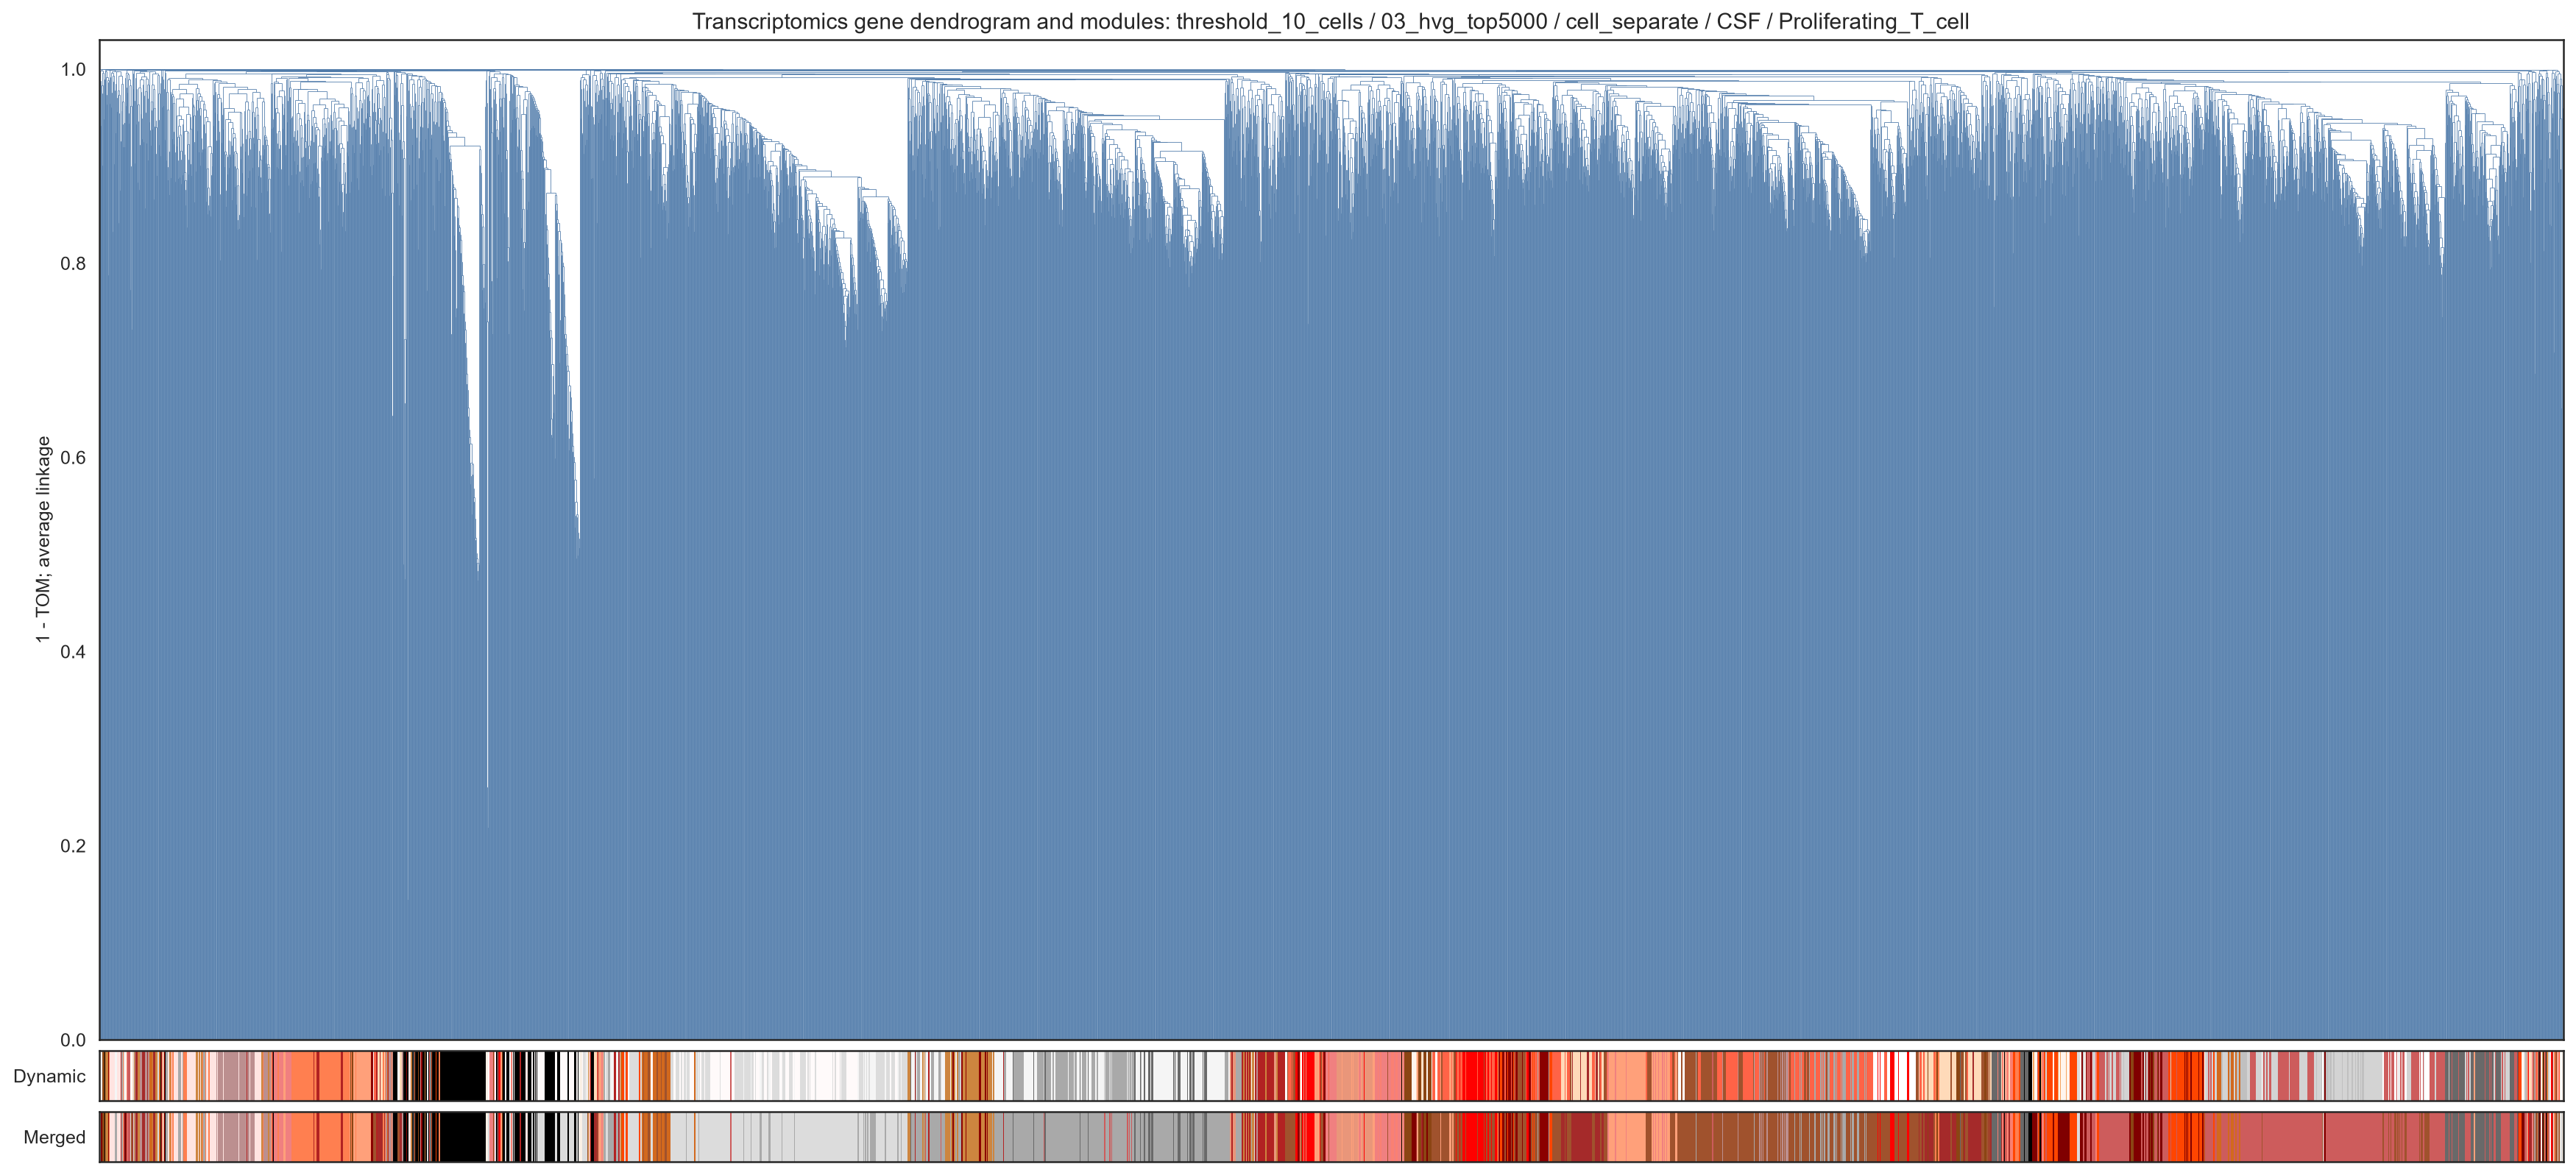 Transcriptomics gene dendrogram and modules: threshold_10_cells / 03_hvg_top5000 / cell_separate / CSF / Proliferating_T_cell
1.0
0.8
0.6
0.4
0.2
0.0
1 - TOM; average linkage
Dynamic
Merged